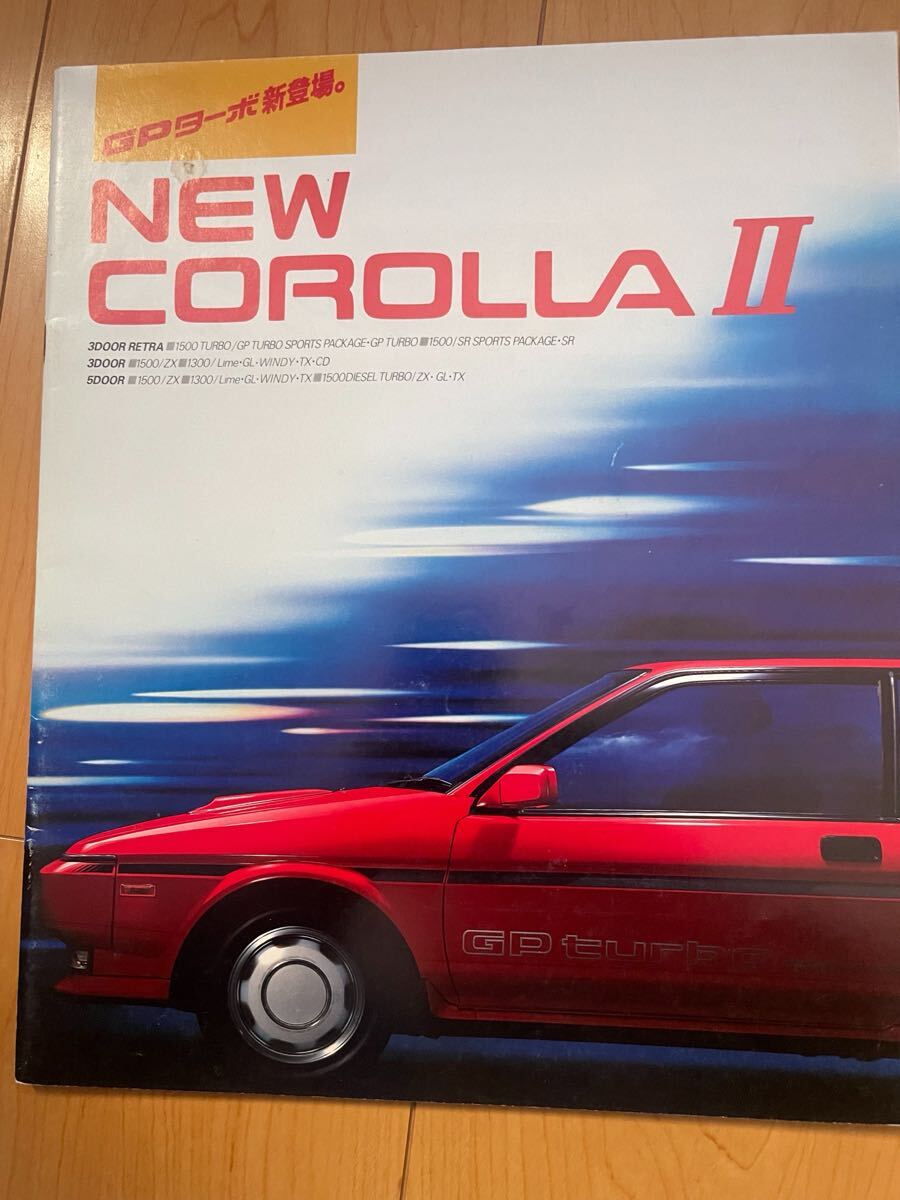 GPターボ新登場。
NEW
COROLLA II
3DOOR RETRA ■1500 TURBO/GP TURBO SPORTS PACKAGE・GP TURBO ■1500/SR SPORTS PACKAGE・SR
3DOOR ■1500/ZX ■1300/Lime・GL・WINDY・TX・CD
5DOOR ■1500/ZX ■1300/Lime・GL・WINDY・TX ■1500DIESEL TURBO/ZX・GL・TX
GP turbo